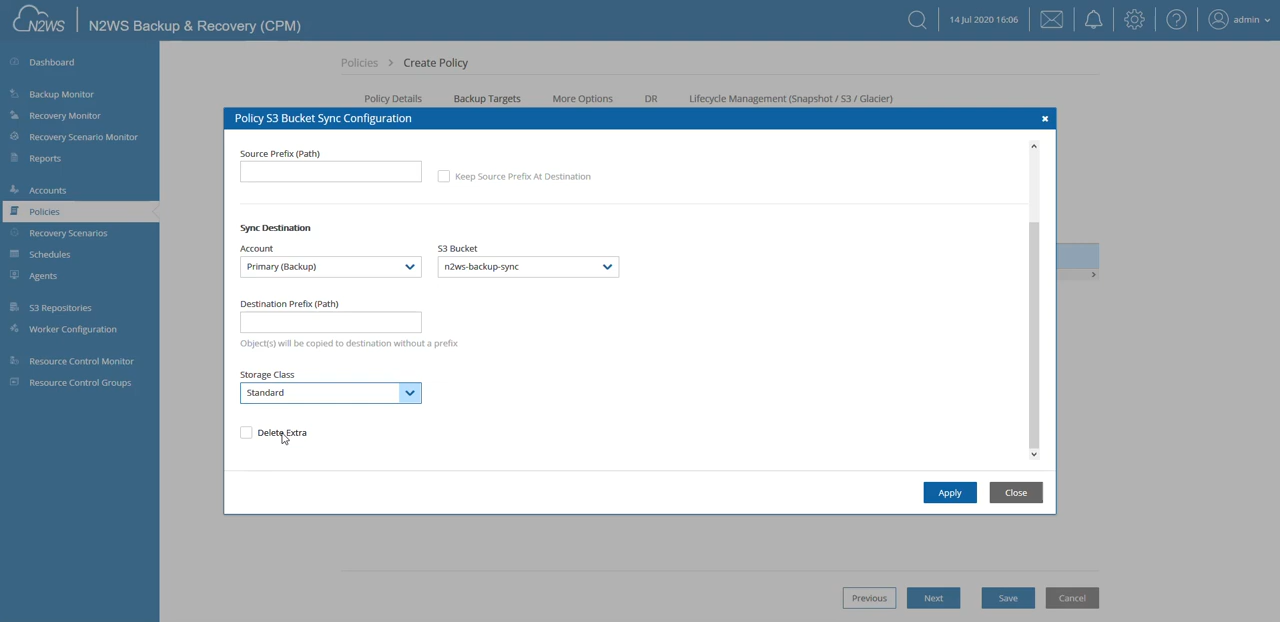 N2WS
N2WS Backup & Recovery (CPM)
14 Jul 2020 16:06
admin
Dashboard
Backup Monitor
Recovery Monitor
Recovery Scenario Monitor
Reports
Accounts
Policies
Recovery Scenarios
Schedules
Agents
S3 Repositories
Worker Configuration
Resource Control Monitor
Resource Control Groups
Policies > Create Policy
Policy Details Backup Targets More Options DR Lifecycle Management (Snapshot / S3 / Glacier)
Policy S3 Bucket Sync Configuration
Source Prefix (Path)
Keep Source Prefix At Destination
Sync Destination
Account S3 Bucket
Primary (Backup) n2ws-backup-sync
Destination Prefix (Path)
Object(s) will be copied to destination without a prefix
Storage Class
Standard
Delete Extra
Apply Close
Previous Next Save Cancel